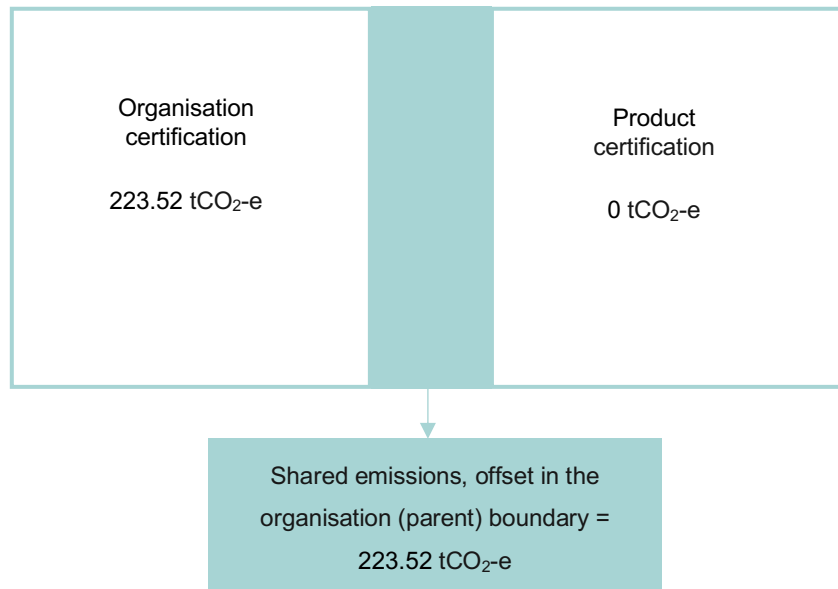 Organisation
certification
223.52 tCO₂-e
Product
certification
0 tCO₂-e
Shared emissions, offset in the
organisation (parent) boundary =
223.52 tCO₂-e